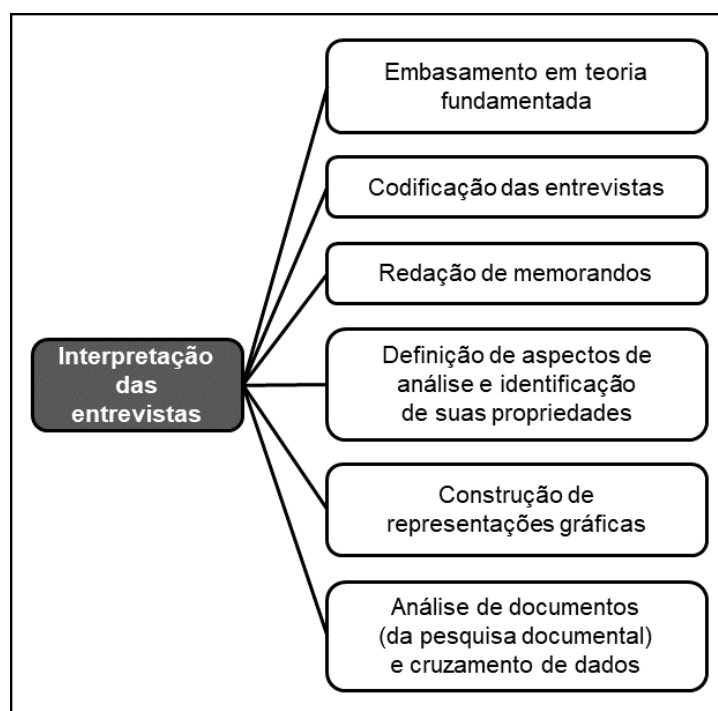 Embasamento em teoria
fundamentada
Codificação das entrevistas
Redação de memorandos
Interpretação
das
entrevistas
Definição de aspectos de
análise e identificação
de suas propriedades
Construção de
representações gráficas
Análise de documentos
(da pesquisa documental)
e cruzamento de dados